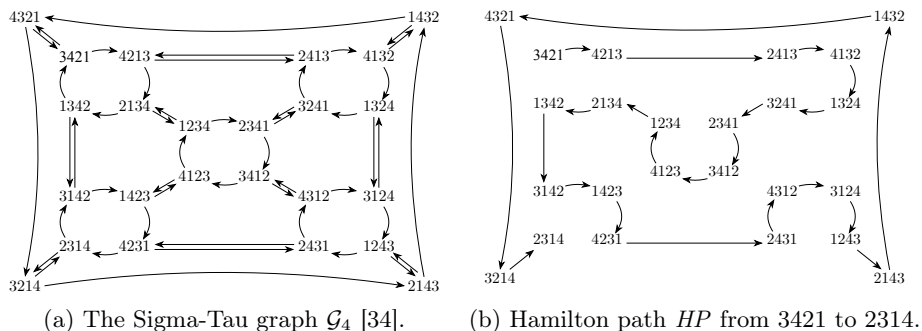 4321 1432 4321 1432
3421 4213 2413 4132 3421 4213 2413 4132
1342 2134 3241 1324 1342 2134 3241 1324
1234 2341 1234 2341
4123 3412 4123 3412
3142 1423 4312 3124 3142 1423 4312 3124
2314 4231 2431 1243 2314 4231 2431 1243
3214 2143 3214 2143
(a) The Sigma-Tau graph 𝒢₄ [34]. (b) Hamilton path HP from 3421 to 2314.